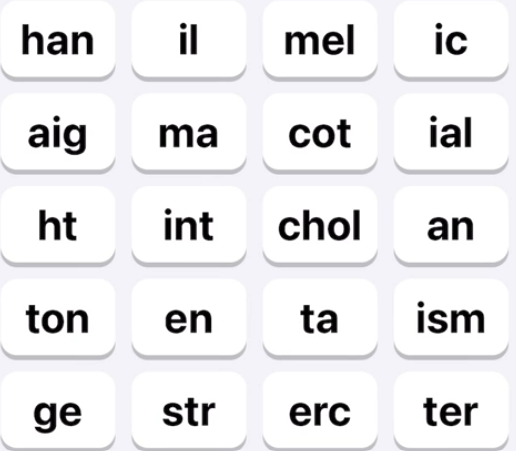 han il mel ic
aig ma cot ial
ht int chol an
ton en ta ism
ge str erc ter